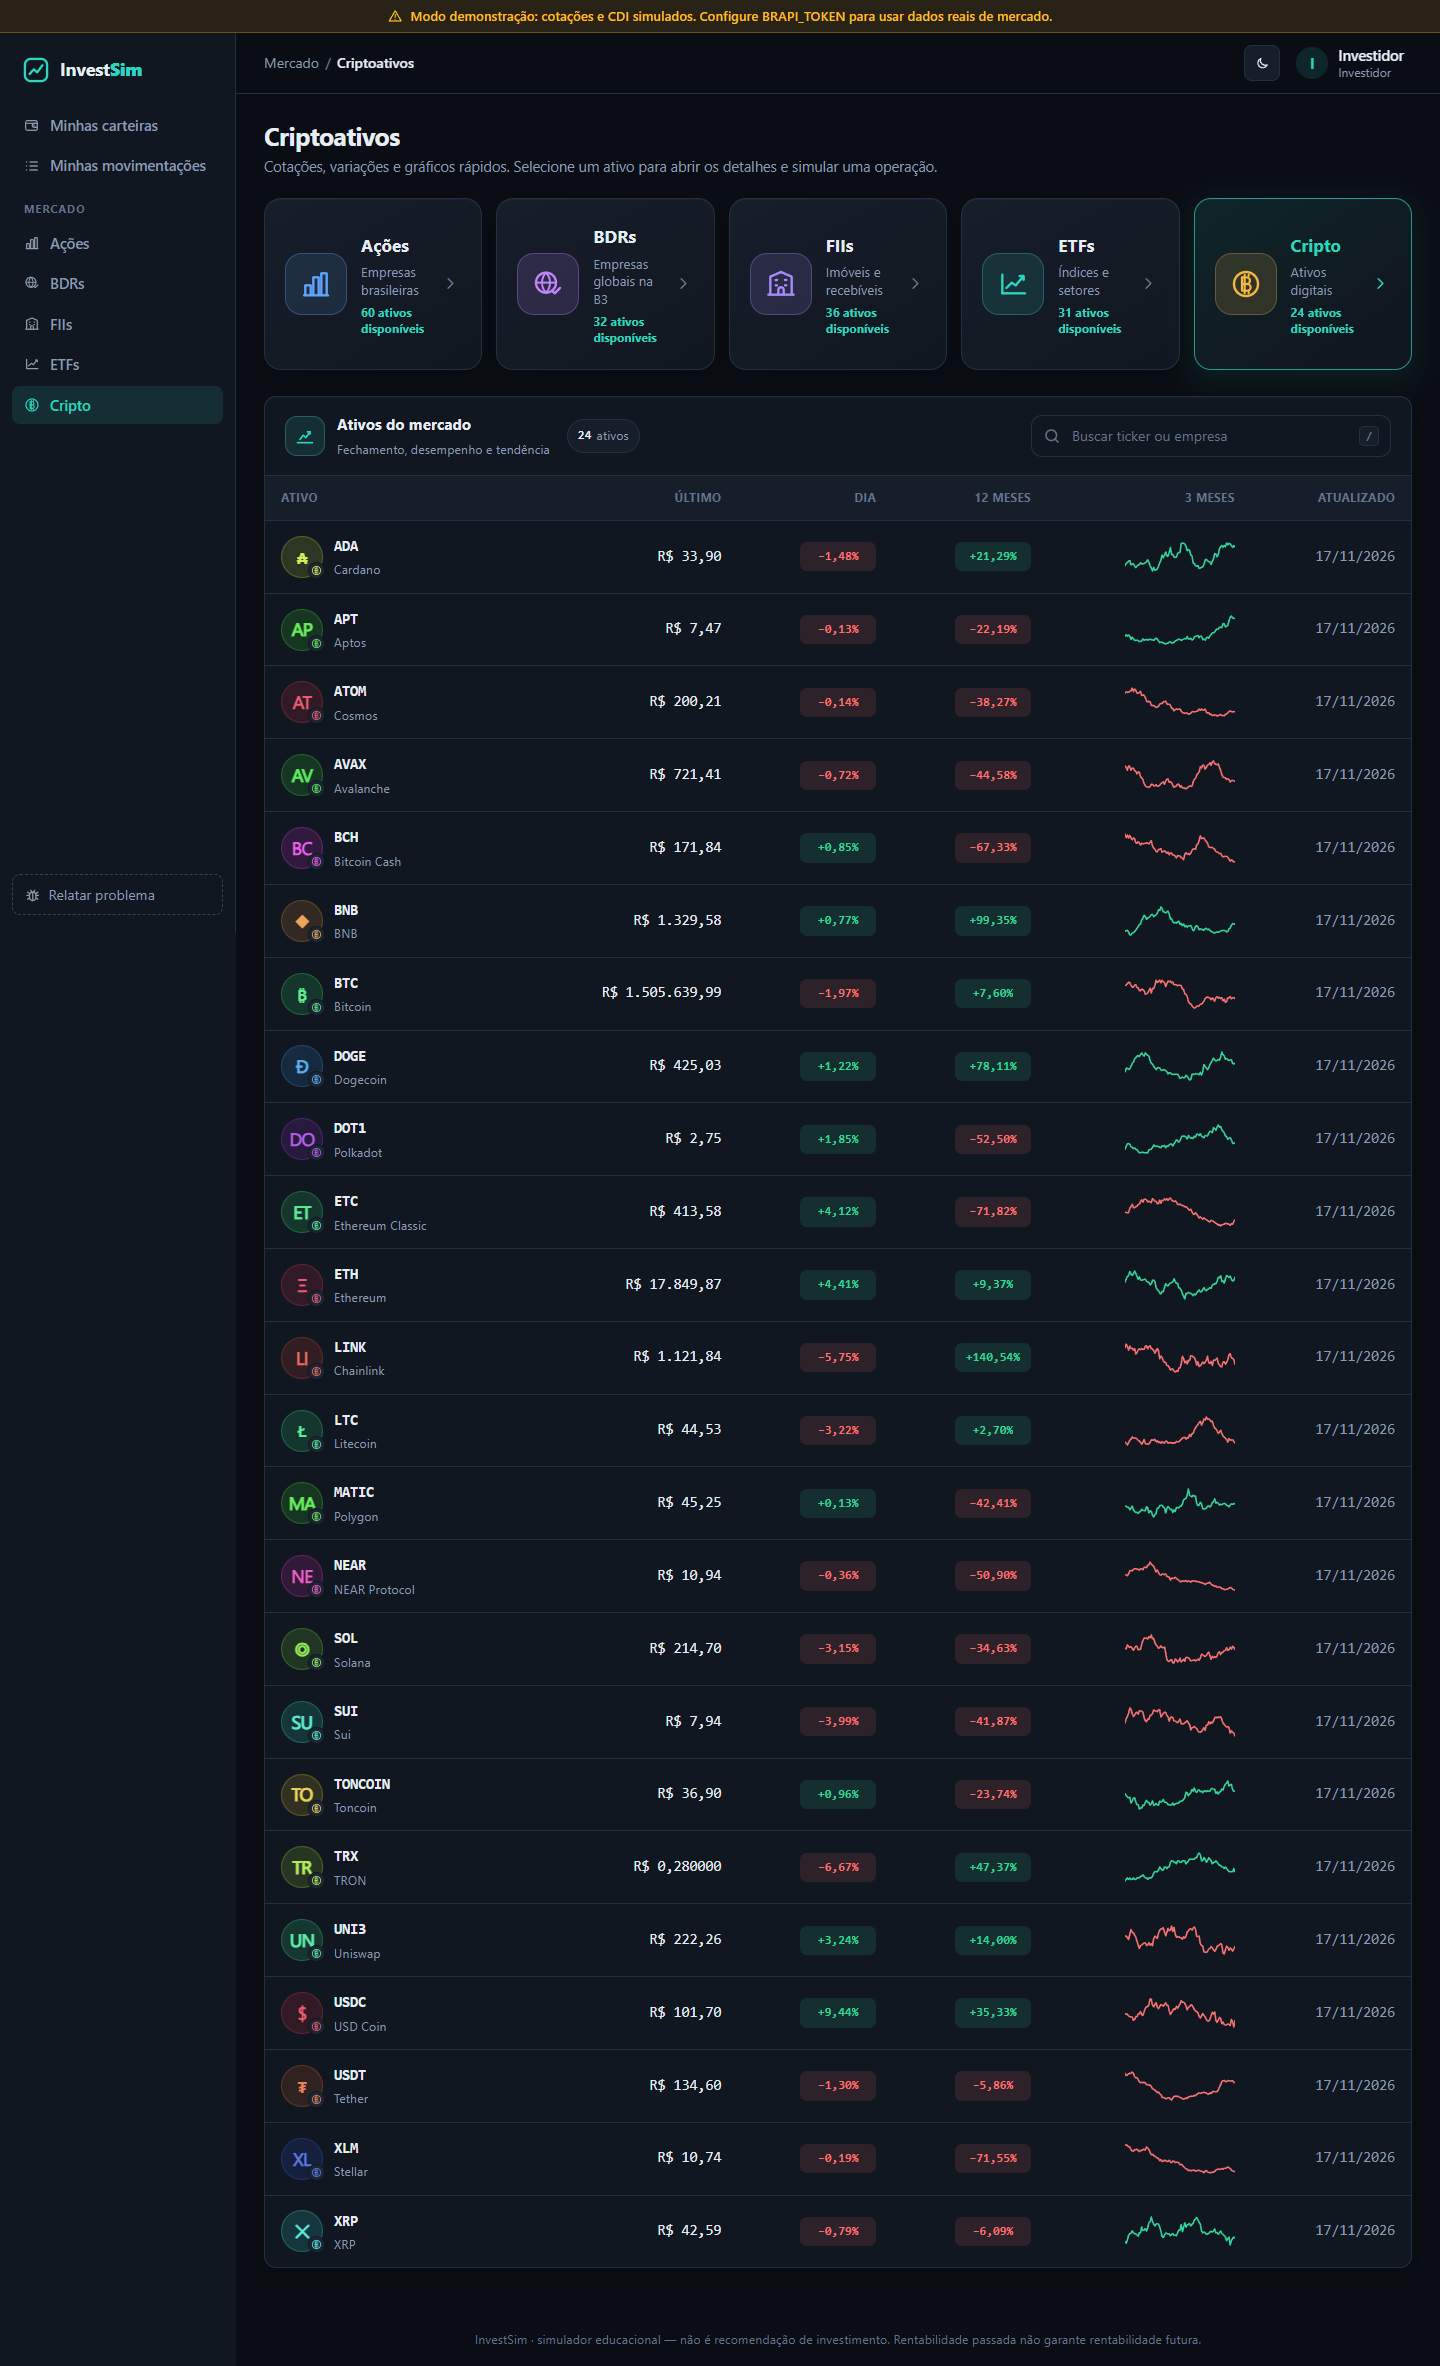 Modo demonstração: cotações e CDI simulados. Configure BRAPI_TOKEN para usar dados reais de mercado.
InvestSim
Minhas carteiras
Minhas movimentações
MERCADO
Ações
BDRs
FIIs
ETFs
Cripto
Relatar problema
Mercado / Criptoativos
I
Investidor
Investidor
Criptoativos
Cotações, variações e gráficos rápidos. Selecione um ativo para abrir os detalhes e simular uma operação.
Ações
Empresas
brasileiras
60 ativos
disponíveis
BDRs
Empresas
globais na
B3
32 ativos
disponíveis
FIIs
Imóveis e
recebíveis
36 ativos
disponíveis
ETFs
Índices e
setores
31 ativos
disponíveis
Cripto
Ativos
digitais
24 ativos
disponíveis
Ativos do mercado
Fechamento, desempenho e tendência
24 ativos
Buscar ticker ou empresa /
ATIVO ÚLTIMO DIA 12 MESES 3 MESES ATUALIZADO
₳ ADA R$ 33,90 -1,48% +21,29% 17/11/2026
Cardano
AP APT R$ 7,47 -0,13% -22,19% 17/11/2026
Aptos
AT ATOM R$ 200,21 -0,14% -38,27% 17/11/2026
Cosmos
AV AVAX R$ 721,41 -0,72% -44,58% 17/11/2026
Avalanche
BC BCH R$ 171,84 +0,85% -67,33% 17/11/2026
Bitcoin Cash
◆ BNB R$ 1.329,58 +0,77% +99,35% 17/11/2026
BNB
₿ BTC R$ 1.505.639,99 -1,97% +7,60% 17/11/2026
Bitcoin
Ð DOGE R$ 425,03 +1,22% +78,11% 17/11/2026
Dogecoin
DO DOT1 R$ 2,75 +1,85% -52,50% 17/11/2026
Polkadot
ET ETC R$ 413,58 +4,12% -71,82% 17/11/2026
Ethereum Classic
Ξ ETH R$ 17.849,87 +4,41% +9,37% 17/11/2026
Ethereum
LI LINK R$ 1.121,84 -5,75% +140,54% 17/11/2026
Chainlink
Ł LTC R$ 44,53 -3,22% +2,70% 17/11/2026
Litecoin
MA MATIC R$ 45,25 +0,13% -42,41% 17/11/2026
Polygon
NE NEAR R$ 10,94 -0,36% -50,90% 17/11/2026
NEAR Protocol
◎ SOL R$ 214,70 -3,15% -34,63% 17/11/2026
Solana
SU SUI R$ 7,94 -3,99% -41,87% 17/11/2026
Sui
TO TONCOIN R$ 36,90 +0,96% -23,74% 17/11/2026
Toncoin
TR TRX R$ 0,280000 -6,67% +47,37% 17/11/2026
TRON
UN UNI3 R$ 222,26 +3,24% +14,00% 17/11/2026
Uniswap
$ USDC R$ 101,70 +9,44% +35,33% 17/11/2026
USD Coin
₮ USDT R$ 134,60 -1,30% -5,86% 17/11/2026
Tether
XL XLM R$ 10,74 -0,19% -71,55% 17/11/2026
Stellar
✕ XRP R$ 42,59 -0,79% -6,09% 17/11/2026
XRP
InvestSim · simulador educacional — não é recomendação de investimento. Rentabilidade passada não garante rentabilidade futura.